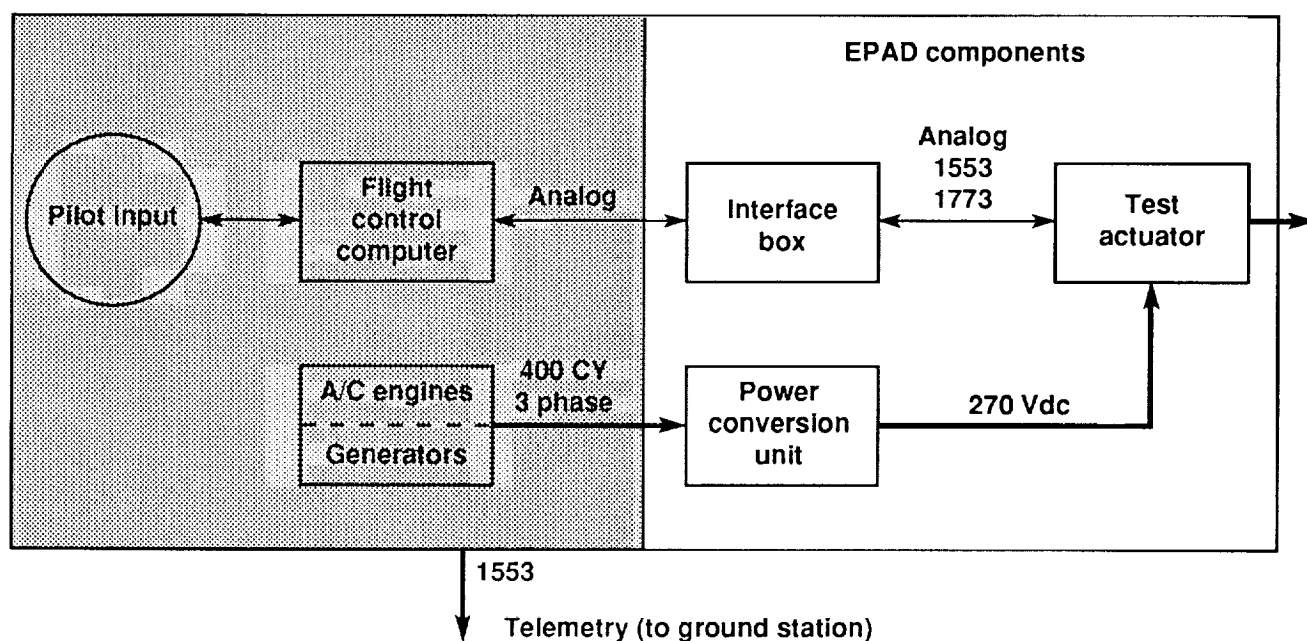 EPAD components
Pilot Input
Flight
control
computer
Analog
Interface
box
Analog
1553
1773
Test
actuator
A/C engines
Generators
400 CY
3 phase
Power
conversion
unit
270 Vdc
1553
Telemetry (to ground station)